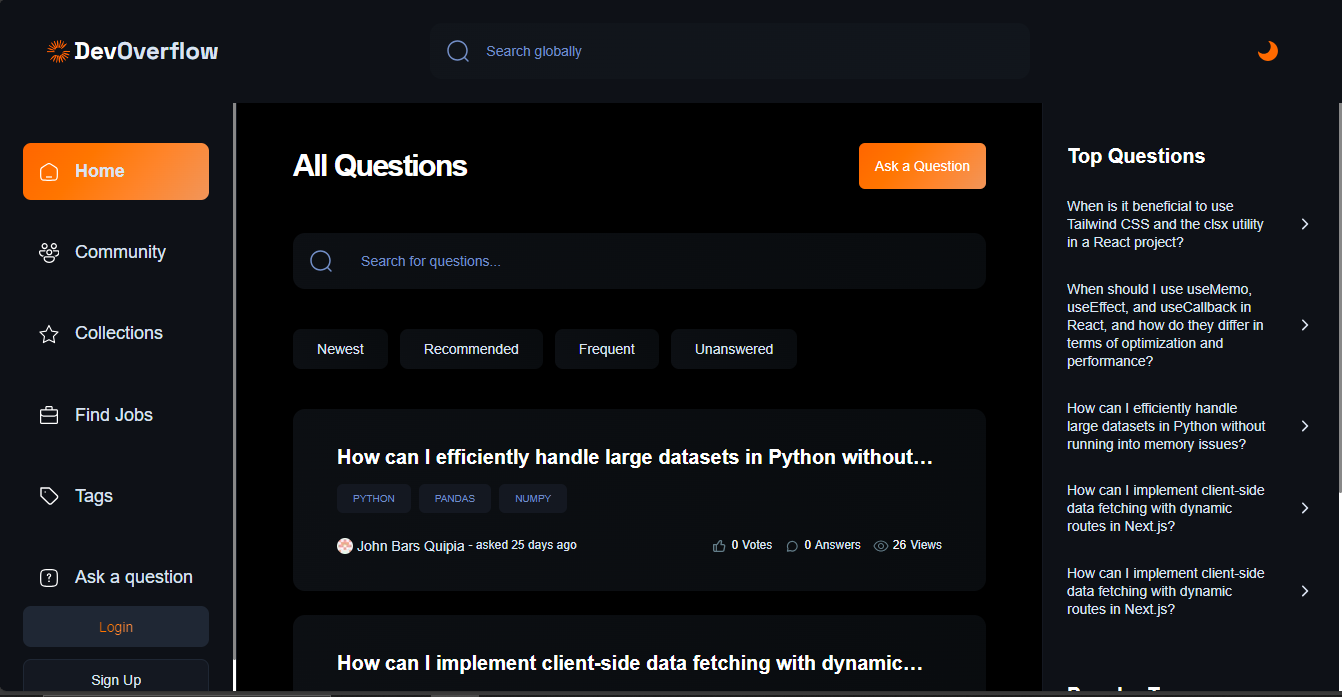 DevOverflow
Search globally
Home
Community
Collections
Find Jobs
Tags
Ask a question
Login
Sign Up
All Questions
Ask a Question
Search for questions...
Newest
Recommended
Frequent
Unanswered
How can I efficiently handle large datasets in Python without...
PYTHON
PANDAS
NUMPY
John Bars Quipia - asked 25 days ago
0 Votes
0 Answers
26 Views
How can I implement client-side data fetching with dynamic...
Top Questions
When is it beneficial to use
Tailwind CSS and the clsx utility
in a React project?
When should I use useMemo,
useEffect, and useCallback in
React, and how do they differ in
terms of optimization and
performance?
How can I efficiently handle
large datasets in Python without
running into memory issues?
How can I implement client-side
data fetching with dynamic
routes in Next.js?
How can I implement client-side
data fetching with dynamic
routes in Next.js?